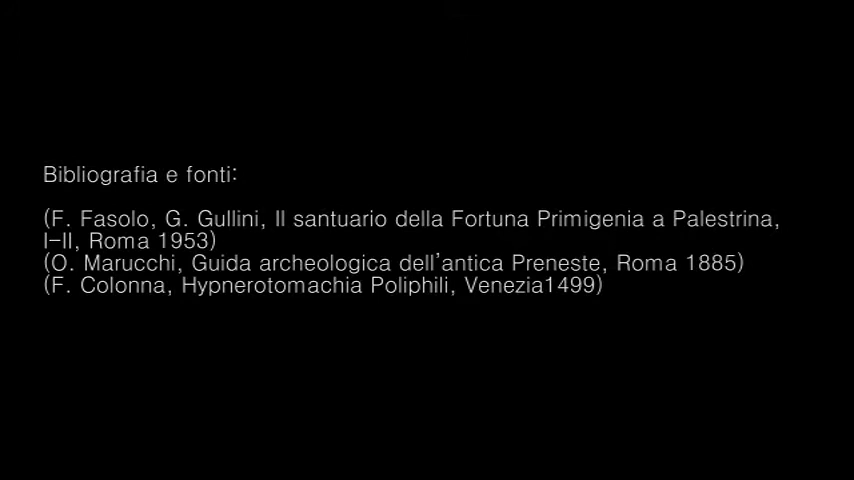 Bibliografia e fonti:
(F. Fasolo, G. Gullini, Il santuario della Fortuna Primigenia a Palestrina,
I-II, Roma 1953)
(O. Marucchi, Guida archeologica dell'antica Preneste, Roma 1885)
(F. Colonna, Hypnerotomachia Poliphili, Venezia1499)